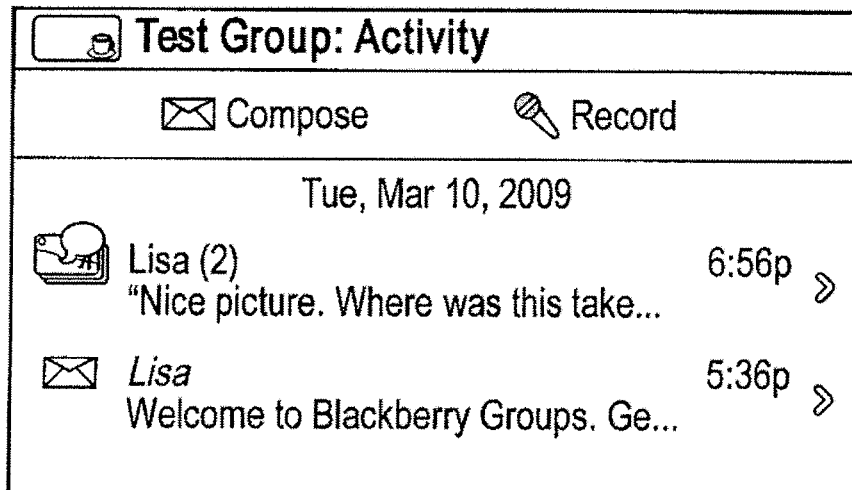 Test Group: Activity
Compose Record
Tue, Mar 10, 2009
Lisa (2) 6:56p
“Nice picture. Where was this take...
Lisa 5:36p
Welcome to Blackberry Groups. Ge...